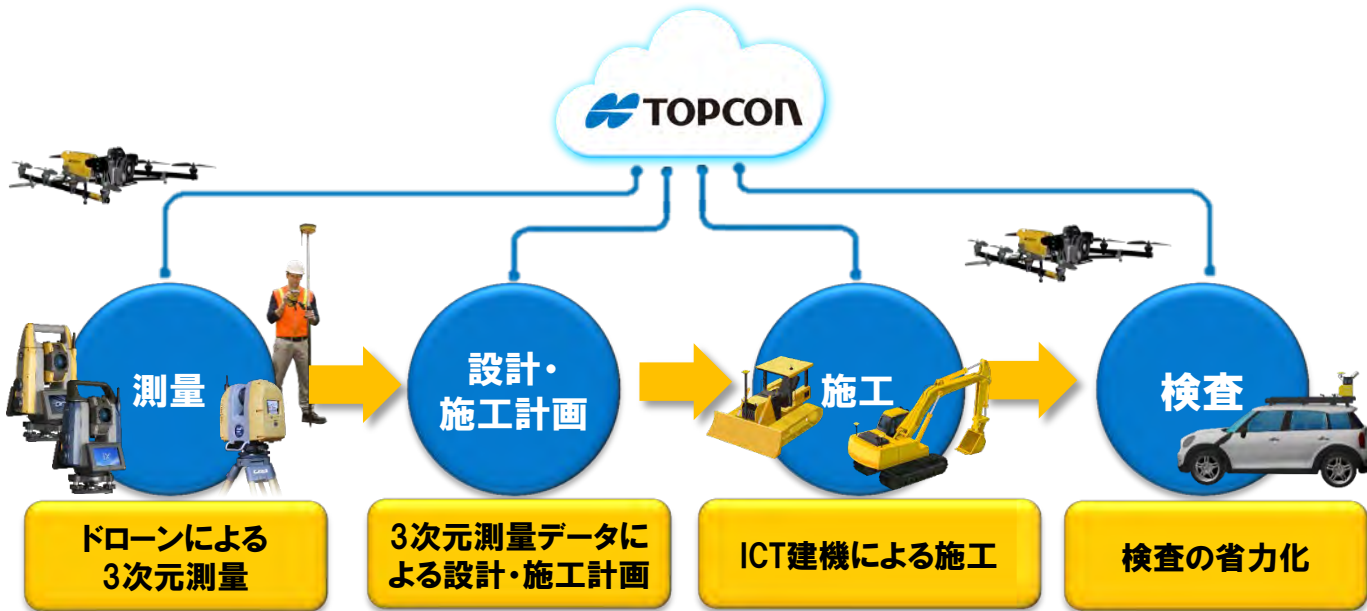 TOPCON
測量
設計・
施工計画
施工
検査
ドローンによる
3次元測量
3次元測量データに
よる設計・施工計画
ICT建機による施工
検査の省力化